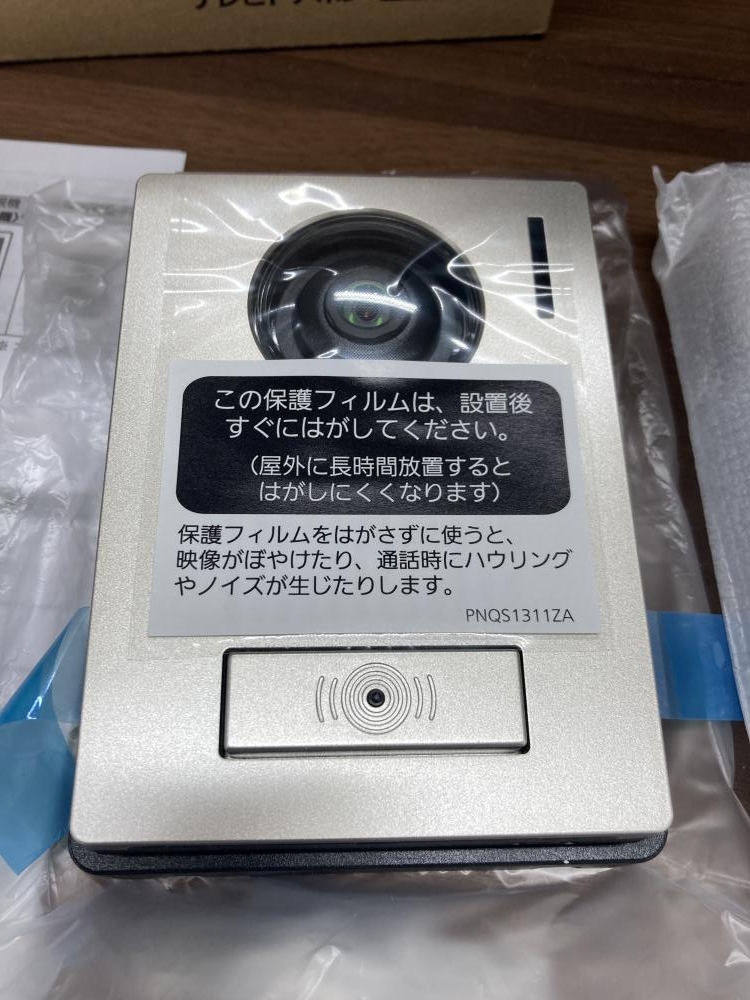 この保護フィルムは、設置後
すぐにはがしてください。
（屋外に長時間放置すると
はがしにくくなります）
保護フィルムをはがさずに使うと、
映像がぼやけたり、通話時にハウリング
やノイズが生じたりします。
PNQS1311ZA